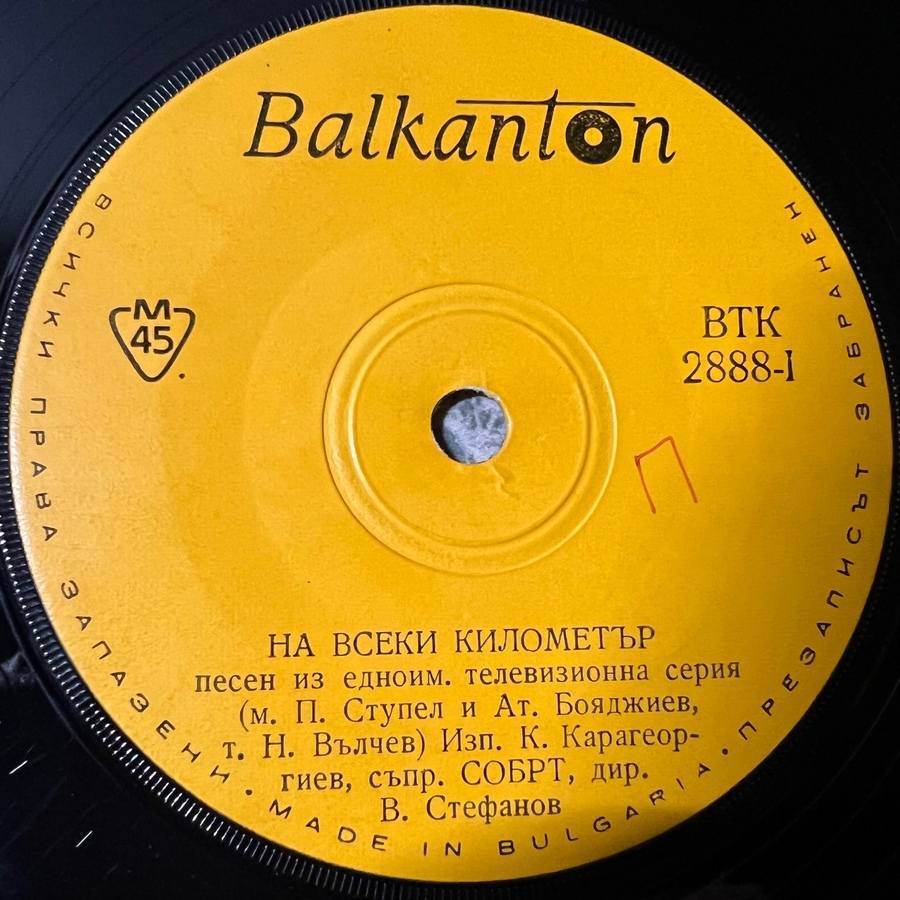 Balkanton
М
45
ВТК
2888-I
П
НА ВСЕКИ КИЛОМЕТЪР
песен из едноим. телевизионна серия
(м. П. Ступел и Ат. Бояджиев,
т. Н. Вълчев) Изп. К. Карагеор-
гиев, съпр. СОБРТ, дир.
В. Стефанов
ВСИЧКИ ПРАВА ЗАПАЗЕНИ • MADE IN BULGARIA • ПРЕЗАПИСЪТ ЗАБРАНЕН